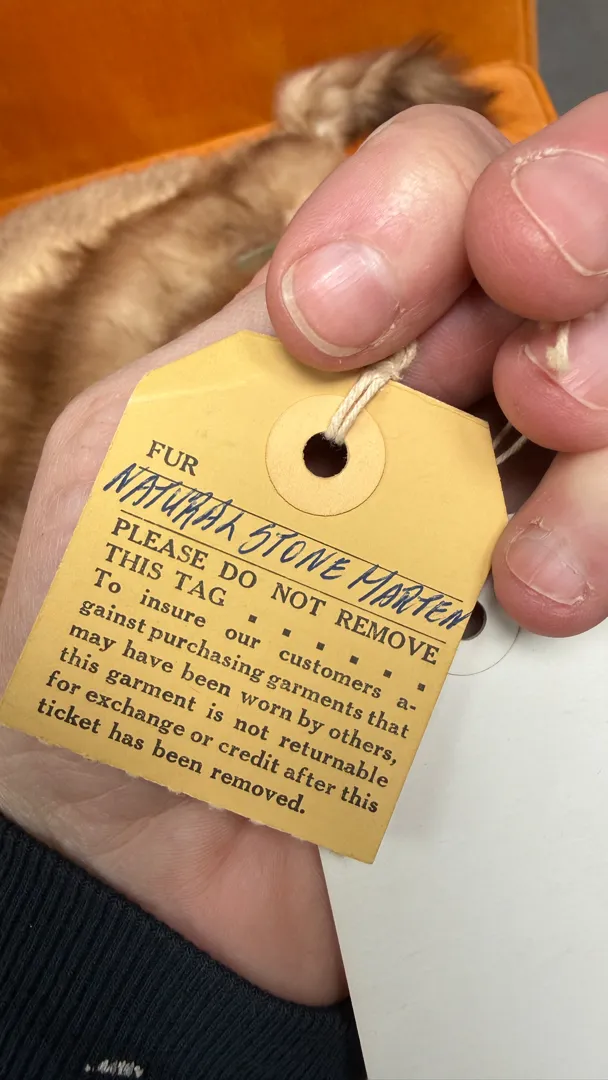 FUR
NATURAL STONE MARTEN
PLEASE DO NOT REMOVE
THIS TAG . . . . . .
To insure our customers a-
gainst purchasing garments that
may have been worn by others,
this garment is not returnable
for exchange or credit after this
ticket has been removed.